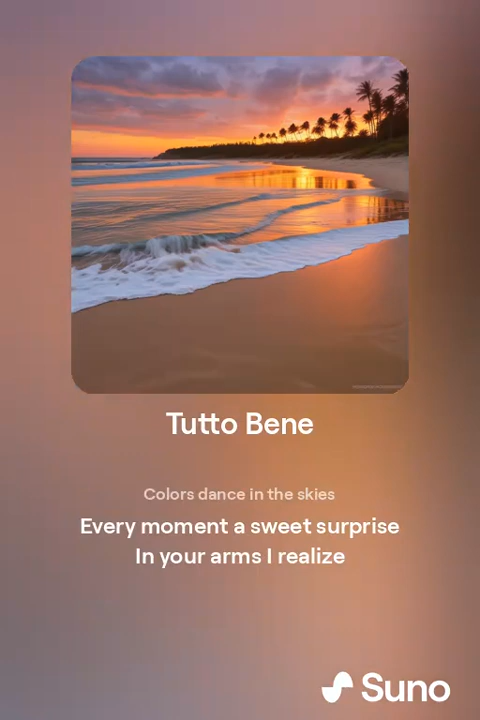 Tutto Bene
Colors dance in the skies
Every moment a sweet surprise
In your arms I realize
Suno